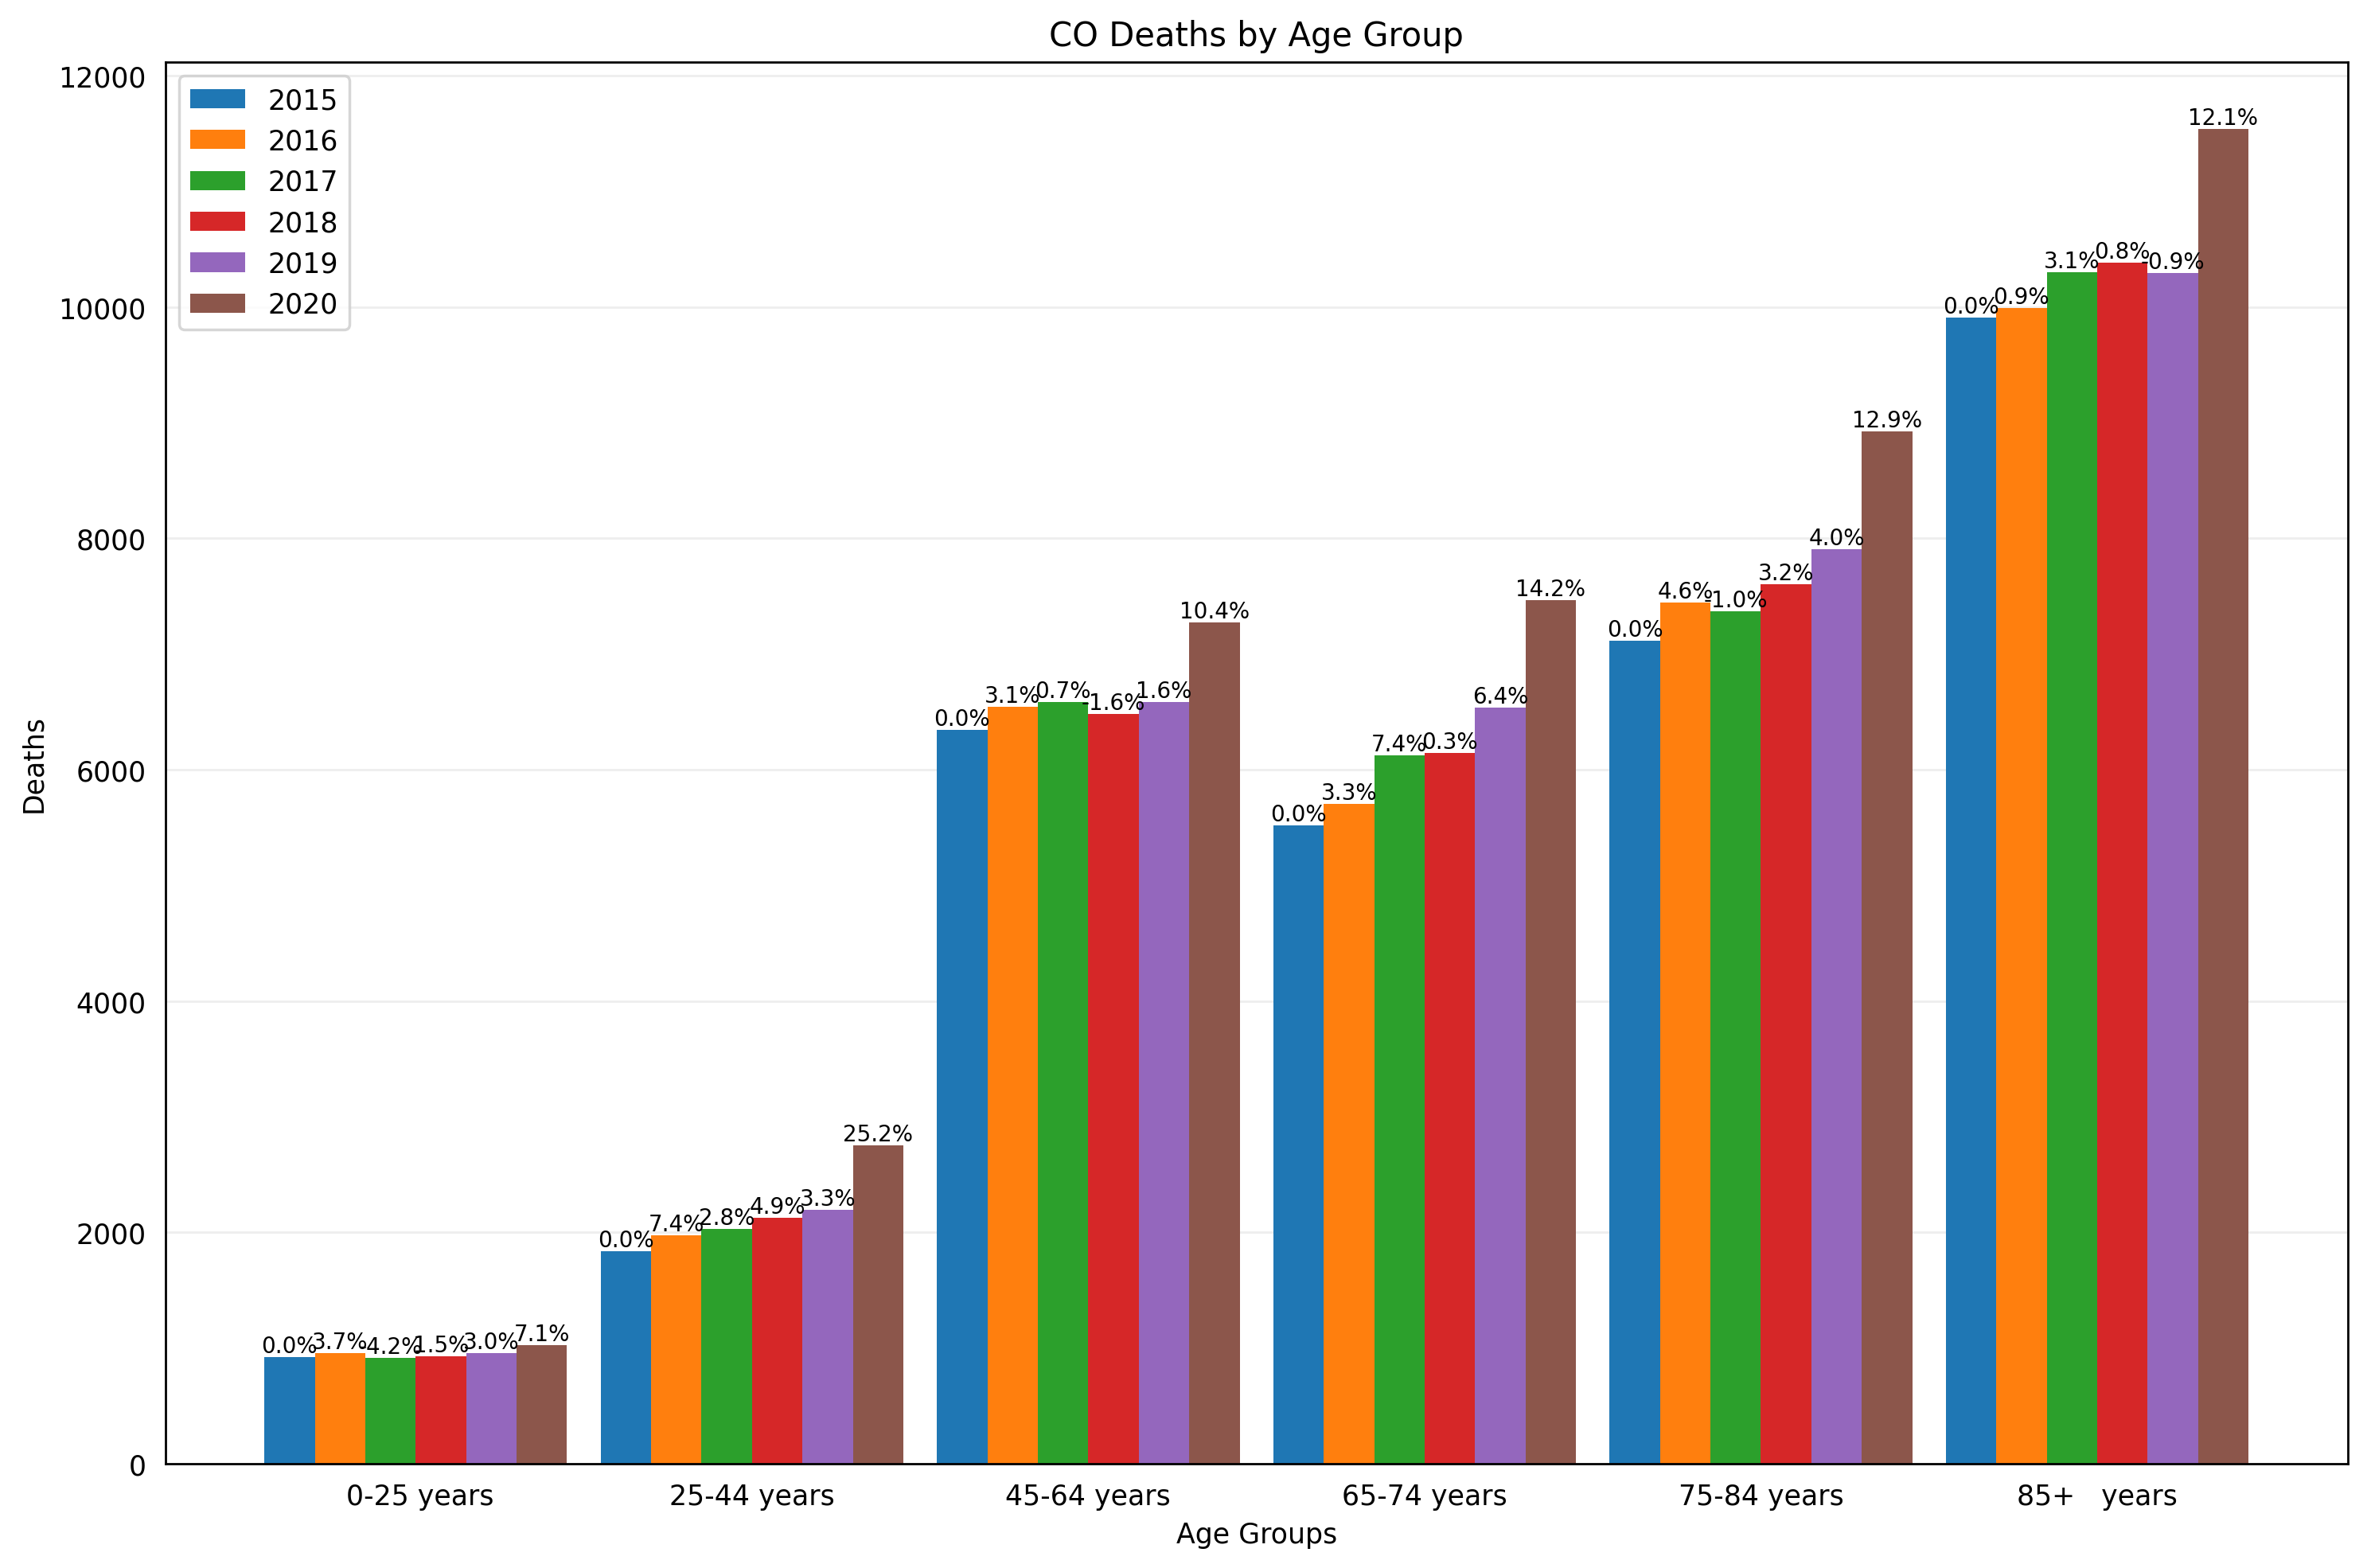 CO Deaths by Age Group
12000
10000
8000
6000
4000
2000
0
Deaths
2015
2016
2017
2018
2019
2020
0.0% 3.7% -4.2% 1.5% 3.0% 7.1%
0.0% 7.4% 2.8% 4.9% 3.3% 25.2%
0.0% 3.1% 0.7% -1.6% 1.6% 10.4%
0.0% 3.3% 7.4% 0.3% 6.4% 14.2%
0.0% 4.6% -1.0% 3.2% 4.0% 12.9%
0.0% 0.9% 3.1% 0.8% -0.9% 12.1%
0-25 years 25-44 years 45-64 years 65-74 years 75-84 years 85+ years
Age Groups